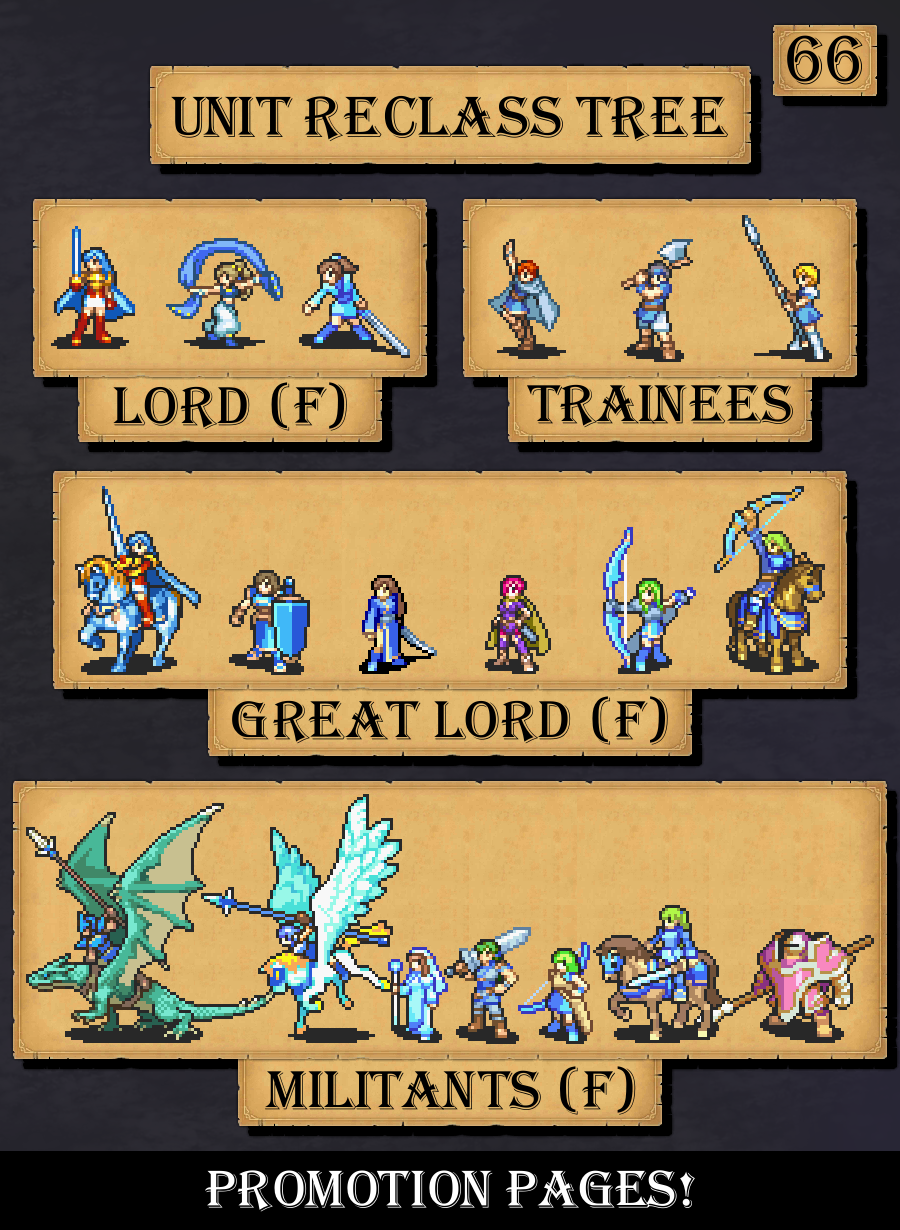 66
UNIT RECLASS TREE
LORD (F)
TRAINEES
GREAT LORD (F)
MILITANTS (F)
PROMOTION PAGES!